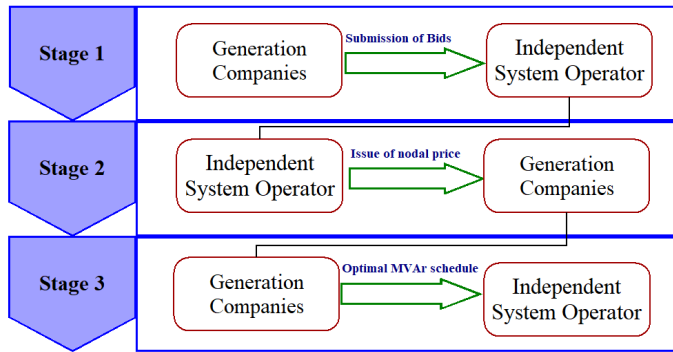 Stage 1
Generation
Companies
Submission of Bids
Independent
System Operator
Stage 2
Independent
System Operator
Issue of nodal price
Generation
Companies
Stage 3
Generation
Companies
Optimal MVAr schedule
Independent
System Operator